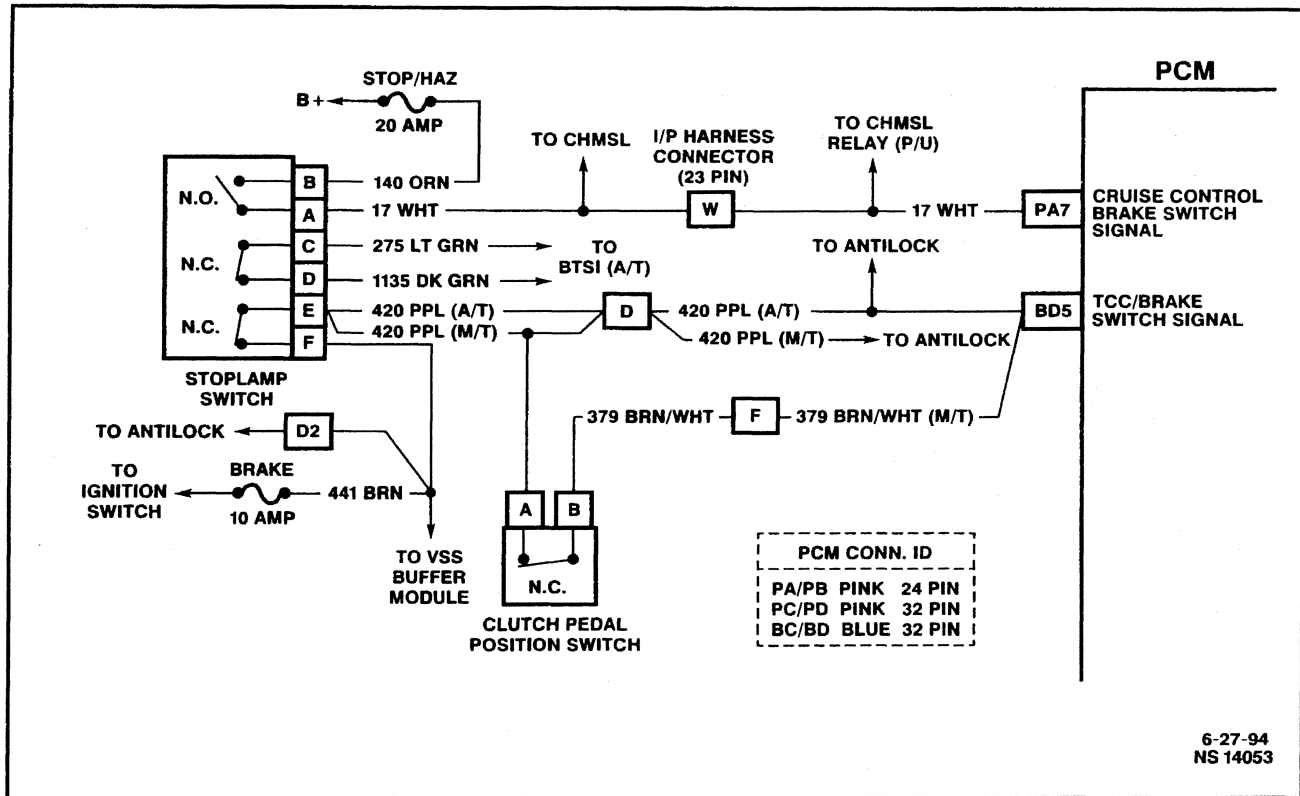 PCM
STOP/HAZ
B+
20 AMP
TO CHMSL
I/P HARNESS
CONNECTOR
(23 PIN)
TO CHMSL
RELAY (P/U)
N.O.
B
140 ORN
A
17 WHT
W
17 WHT
PA7
CRUISE CONTROL
BRAKE SWITCH
SIGNAL
N.C.
C
275 LT GRN
D
1135 DK GRN
TO
BTSI (A/T)
TO ANTILOCK
N.C.
E
420 PPL (A/T)
420 PPL (M/T)
F
D
420 PPL (A/T)
420 PPL (M/T)
TO ANTILOCK
BD5
TCC/BRAKE
SWITCH SIGNAL
STOPLAMP
SWITCH
379 BRN/WHT
F
379 BRN/WHT (M/T)
TO ANTILOCK
D2
TO
IGNITION
SWITCH
BRAKE
10 AMP
441 BRN
TO VSS
BUFFER
MODULE
A
B
N.C.
CLUTCH PEDAL
POSITION SWITCH
PCM CONN. ID
PA/PB PINK 24 PIN
PC/PD PINK 32 PIN
BC/BD BLUE 32 PIN
6-27-94
NS 14053